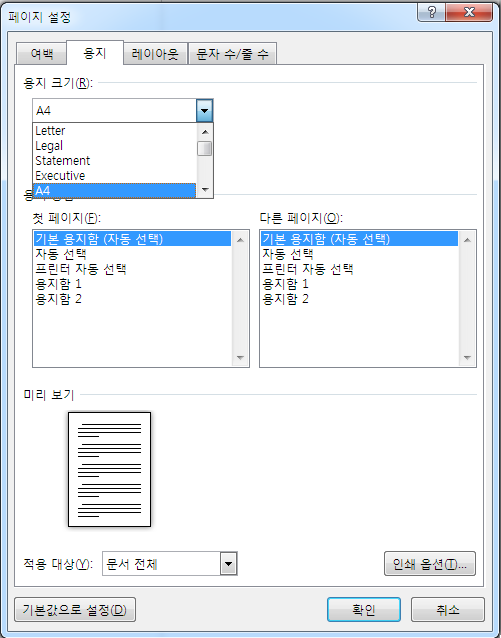 페이지 설정
여백 용지 레이아웃 문자 수/줄 수
용지 크기(R):
A4
Letter
Legal
Statement
Executive
A4
첫 페이지(F): 다른 페이지(O):
기본 용지함 (자동 선택) 기본 용지함 (자동 선택)
자동 선택 자동 선택
프린터 자동 선택 프린터 자동 선택
용지함 1 용지함 1
용지함 2 용지함 2
미리 보기
적용 대상(Y): 문서 전체 인쇄 옵션(T)...
기본값으로 설정(D) 확인 취소